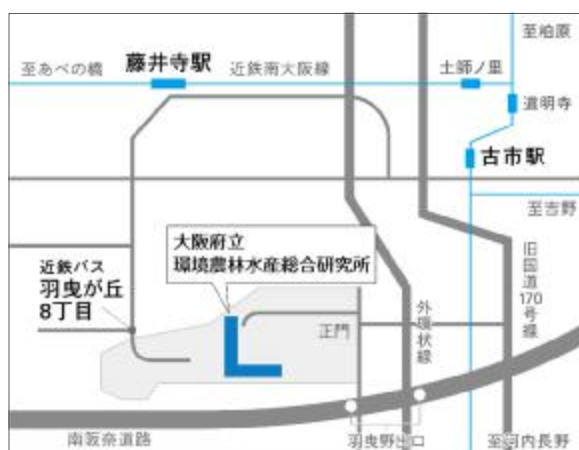 至柏原
藤井寺駅
至あべの橋
近鉄南大阪線
土師ノ里
道明寺
古市駅
至吉野
大阪府立
環境農林水産総合研究所
近鉄バス
羽曳が丘
8丁目
正門
外環状線
旧国道170号線
南阪奈道路
羽曳野出口
至河内長野